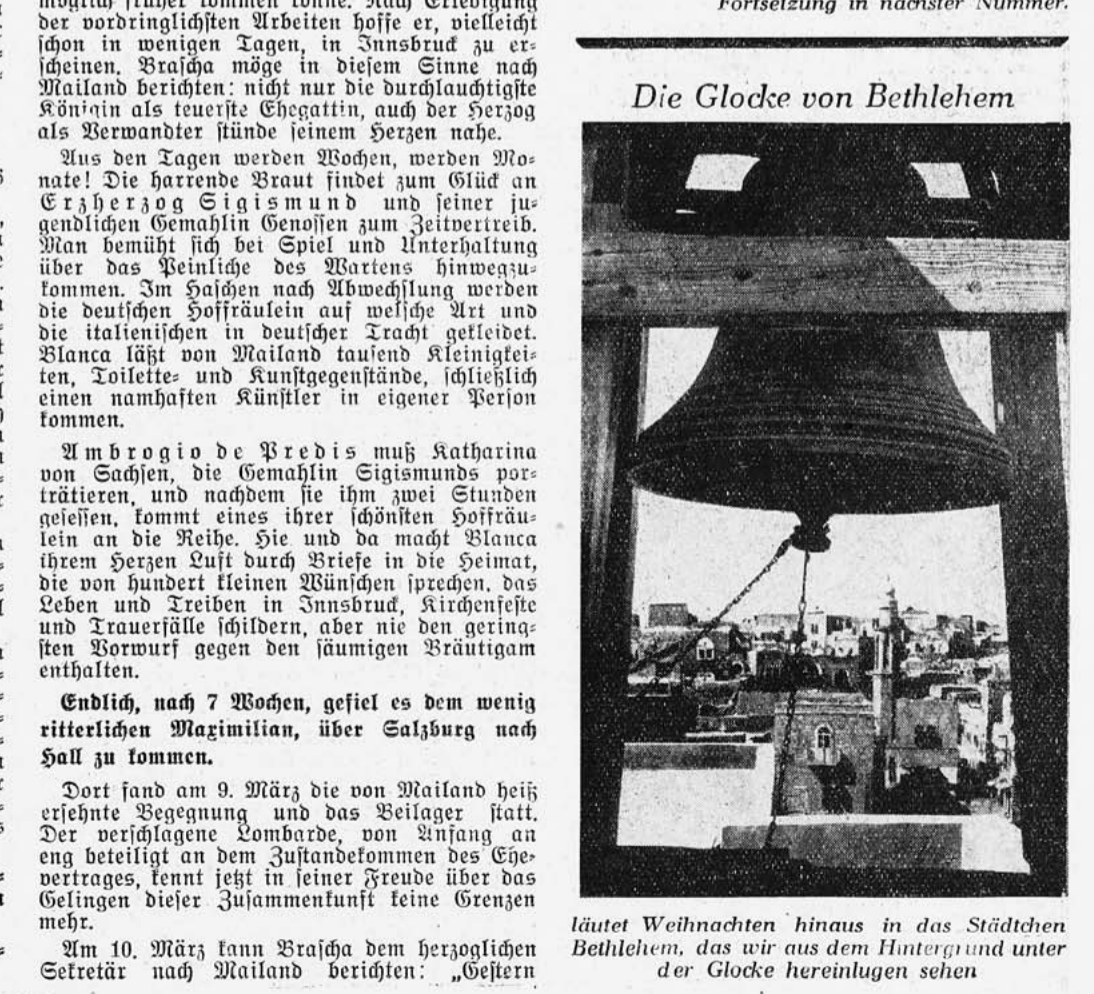 möglich früher kommen könne. Nach Erledigung
der vordringlichsten Arbeiten hoffe er, vielleicht
schon in wenigen Tagen, in Innsbruck zu er-
scheinen. Brascha möge in diesem Sinne nach
Mailand berichten: nicht nur die durchlauchtigste
Königin als teuerste Ehegattin, auch der Herzog
als Verwandter stünde seinem Herzen nahe.
Aus den Tagen werden Wochen, werden Mo-
nate! Die harrende Braut findet zum Glück an
Erzherzog Sigismund und seiner ju-
gendlichen Gemahlin Genossen zum Zeitvertreib.
Man bemüht sich bei Spiel und Unterhaltung
über das Peinliche des Wartens hinwegzu-
kommen. Im Haschen nach Abwechslung werden
die deutschen Hoffräulein auf welsche Art und
die italienischen in deutscher Tracht gekleidet.
Blanca läßt von Mailand tausend Kleinigkei-
ten, Toilette- und Kunstgegenstände, schließlich
einen namhaften Künstler in eigener Person
kommen.
Ambrogio de Predis muß Katharina
von Sachsen, die Gemahlin Sigismunds por-
trätieren, und nachdem sie ihm zwei Stunden
gesessen, kommt eines ihrer schönsten Hoffräu-
lein an die Reihe. Hie und da macht Blanca
ihrem Herzen Luft durch Briefe in die Heimat,
die von hundert kleinen Wünschen sprechen, das
Leben und Treiben in Innsbruck, Kirchenfeste
und Trauerfälle schildern, aber nie den gering-
sten Vorwurf gegen den säumigen Bräutigam
enthalten.
Endlich, nach 7 Wochen, gefiel es dem wenig
ritterlichen Maximilian, über Salzburg nach
Hall zu kommen.
Dort fand am 9. März die von Mailand heiß
ersehnte Begegnung und das Beilager statt.
Der verschlagene Lombarde, von Anfang an
eng beteiligt an dem Zustandekommen des Ehe-
vertrages, kennt jetzt in seiner Freude über das
Gelingen dieser Zusammenkunft keine Grenzen
mehr.
Am 10. März kann Brascha dem herzoglichen
Sekretär nach Mailand berichten: „Gestern
Fortsetzung in nächster Nummer.
Die Glocke von Bethlehem
läutet Weihnachten hinaus in das Städtchen
Bethlehem, das wir aus dem Hintergrund unter
der Glocke hereinlugen sehen